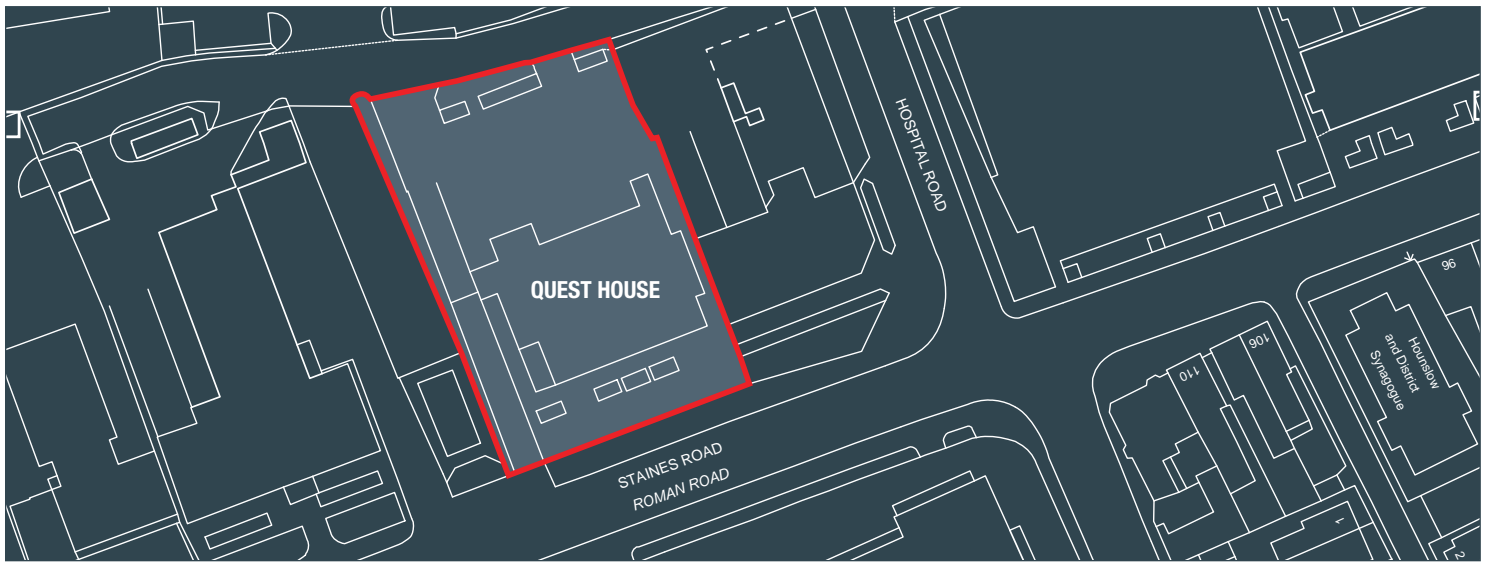 HOSPITAL ROAD
QUEST HOUSE
STAINES ROAD
ROMAN ROAD
110
106
96
Hounslow
and District
Synagogue
1
2